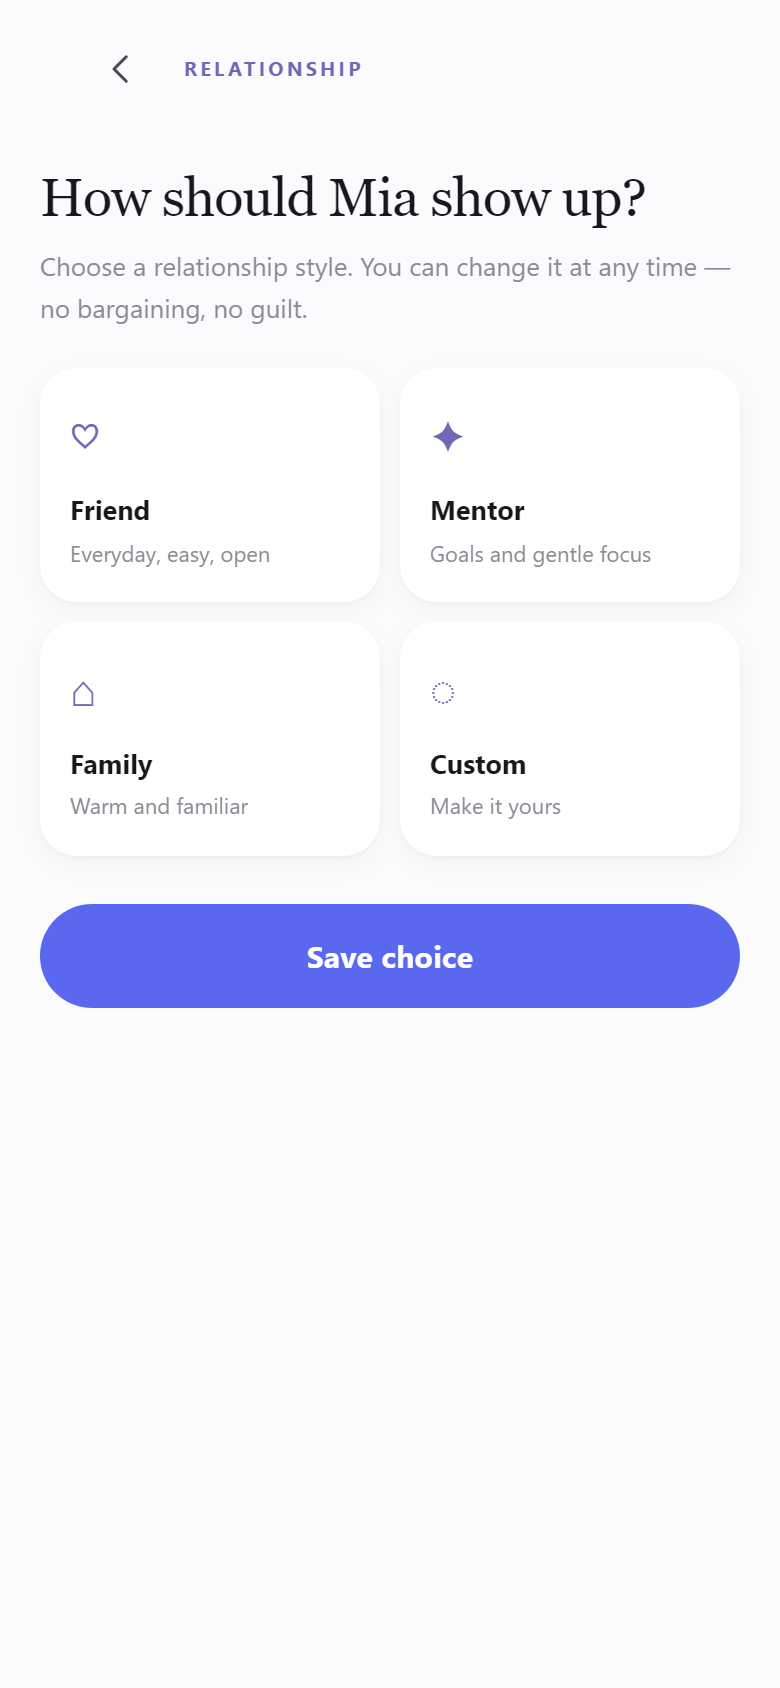 RELATIONSHIP
How should Mia show up?
Choose a relationship style. You can change it at any time —
no bargaining, no guilt.
Friend
Everyday, easy, open
Mentor
Goals and gentle focus
Family
Warm and familiar
Custom
Make it yours
Save choice